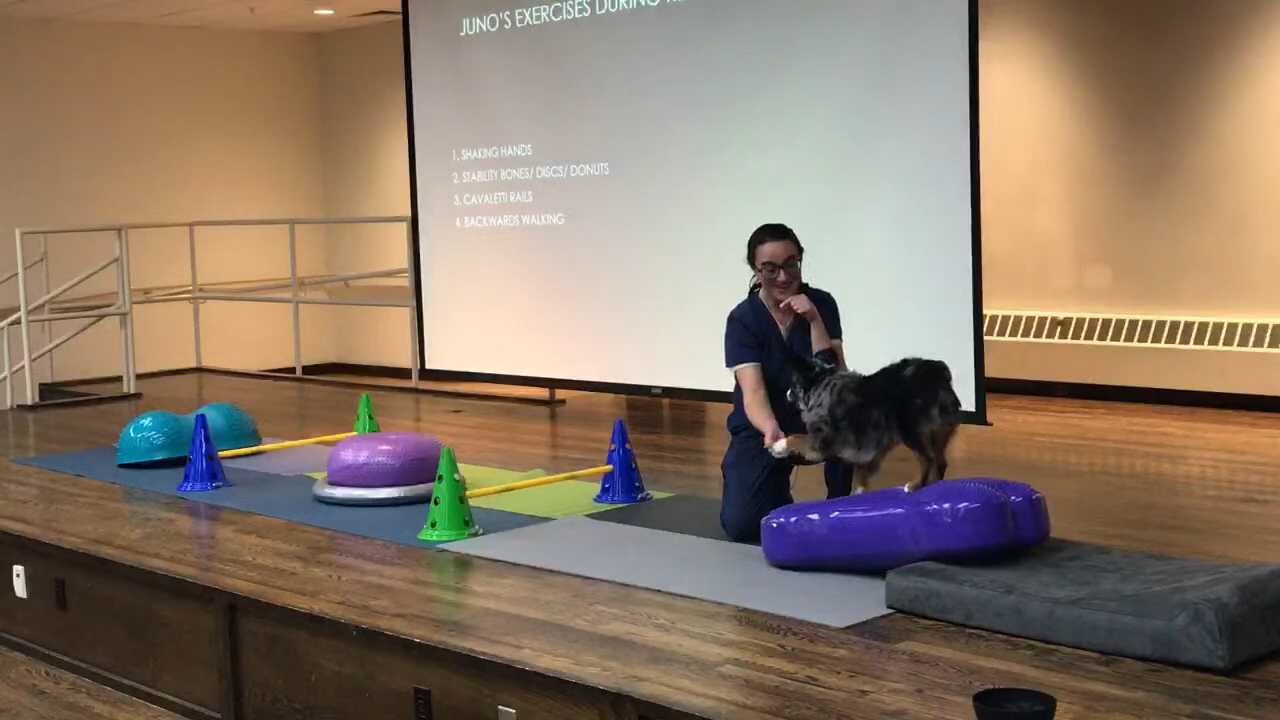 JUNO'S EXERCISES DURING
1. SHAKING HANDS
2. STABILITY BONES/ DISCS/ DONUTS
3. CAVALETTI RAILS
4. BACKWARDS WALKING